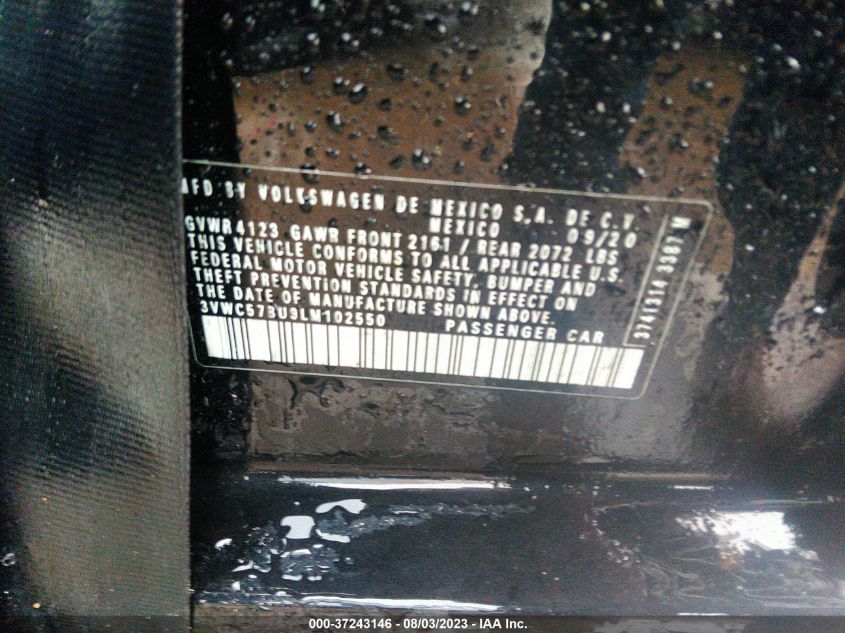 MFD BY VOLKSWAGEN DE MEXICO S.A. DE C.V.
MEXICO 09/20
GVWR 4123 GAWR FRONT 2161 / REAR 2072 LBS
THIS VEHICLE CONFORMS TO ALL APPLICABLE U.S.
FEDERAL MOTOR VEHICLE SAFETY, BUMPER AND
THEFT PREVENTION STANDARDS IN EFFECT ON
THE DATE OF MANUFACTURE SHOWN ABOVE.
3VWC57BU9LM102550 PASSENGER CAR
3741314 3367 M
000-37243146 - 08/03/2023 - IAA Inc.